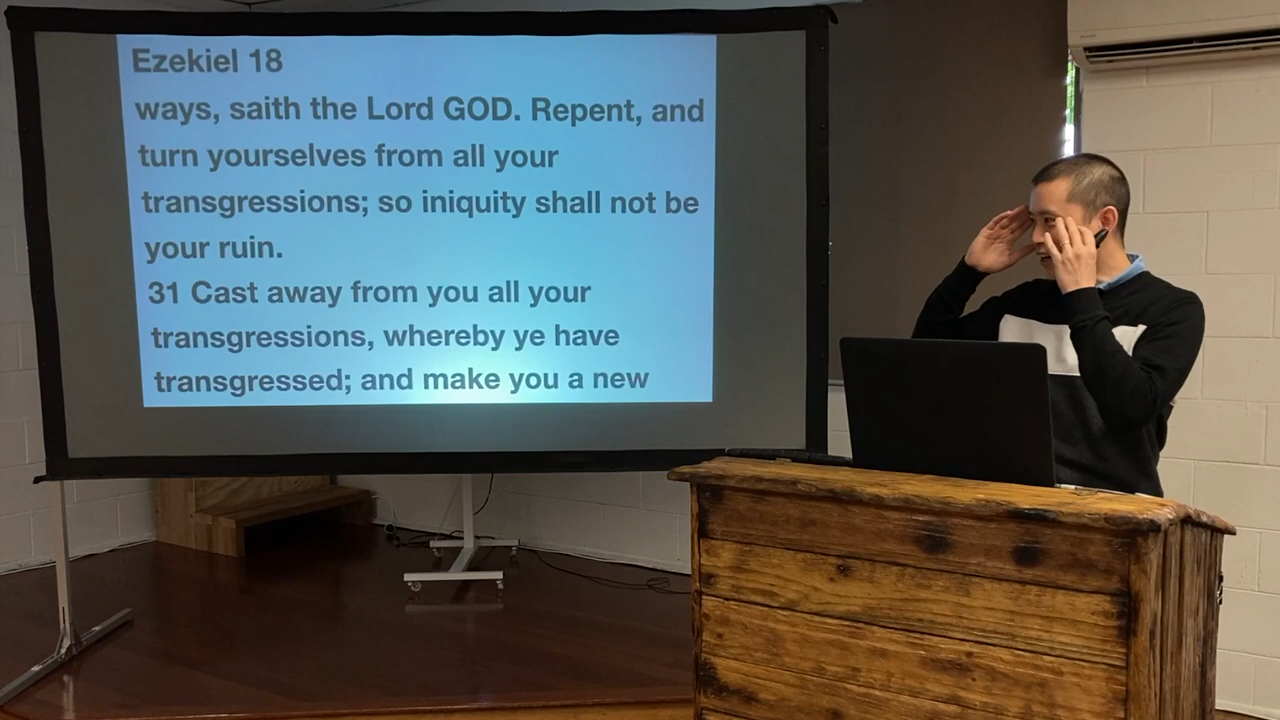 Ezekiel 18
ways, saith the Lord GOD. Repent, and
turn yourselves from all your
transgressions; so iniquity shall not be
your ruin.
31 Cast away from you all your
transgressions, whereby ye have
transgressed; and make you a new